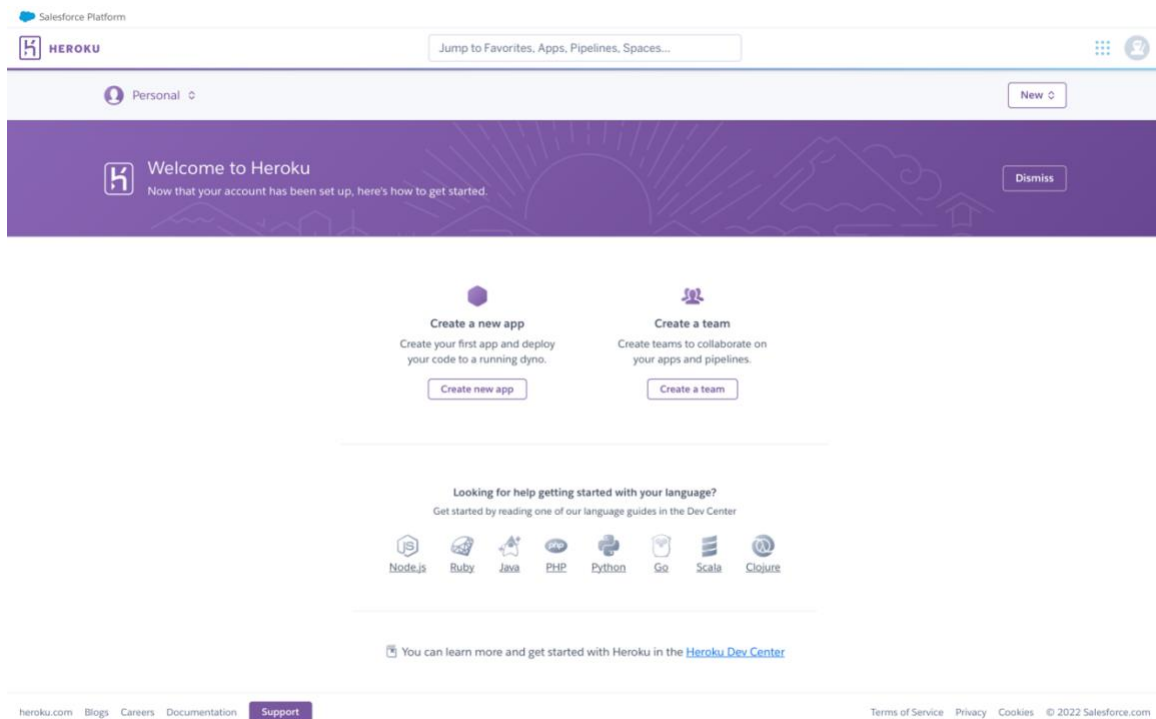 Salesforce Platform
HEROKU
Jump to Favorites, Apps, Pipelines, Spaces...
Personal
New
Welcome to Heroku
Now that your account has been set up, here's how to get started.
Dismiss
Create a new app
Create your first app and deploy
your code to a running dyno.
Create new app
Create a team
Create teams to collaborate on
your apps and pipelines.
Create a team
Looking for help getting started with your language?
Get started by reading one of our language guides in the Dev Center
JS php
Node.js Ruby Java PHP Python Go Scala Clojure
You can learn more and get started with Heroku in the Heroku Dev Center
heroku.com Blogs Careers Documentation Support
Terms of Service Privacy Cookies © 2022 Salesforce.com